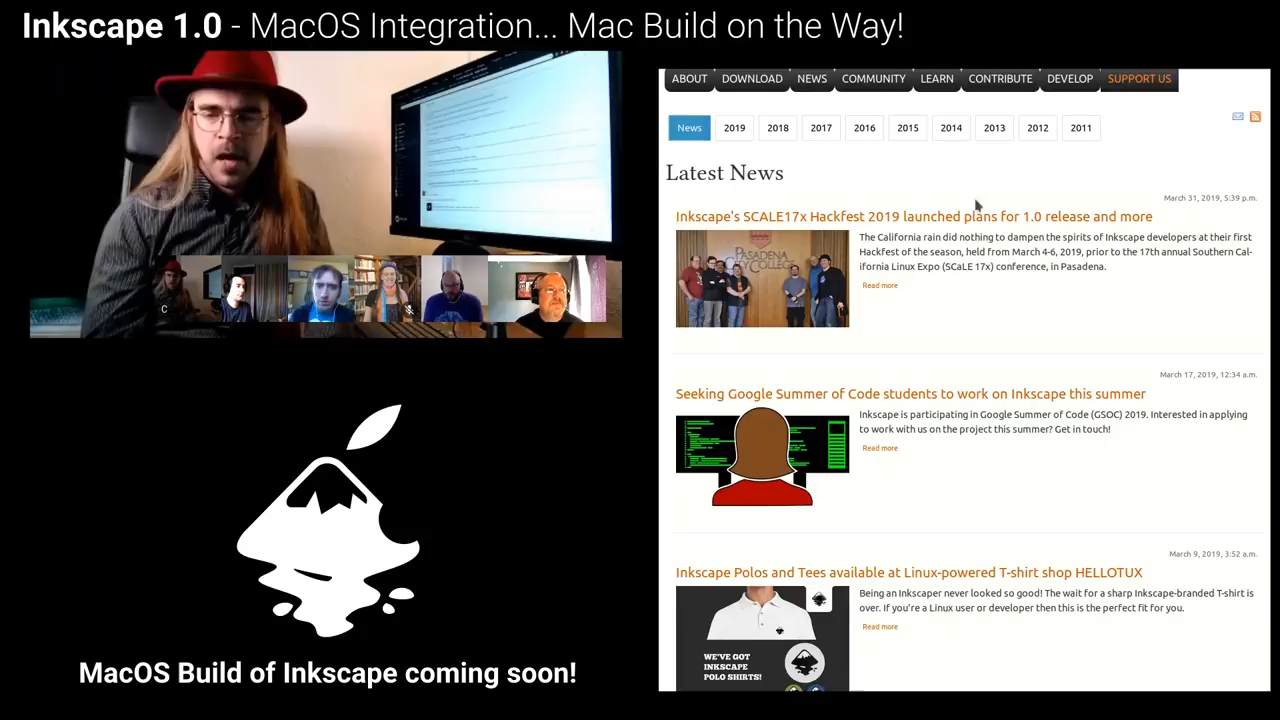 Inkscape 1.0 - MacOS Integration... Mac Build on the Way!
C
MacOS Build of Inkscape coming soon!
ABOUT DOWNLOAD NEWS COMMUNITY LEARN CONTRIBUTE DEVELOP SUPPORT US
News 2019 2018 2017 2016 2015 2014 2013 2012 2011
Latest News
March 31, 2019, 5:39 p.m.
Inkscape's SCALE17x Hackfest 2019 launched plans for 1.0 release and more
PASADENA
CITY COLLEGE
The California rain did nothing to dampen the spirits of Inkscape developers at their first
Hackfest of the season, held from March 4-6, 2019, prior to the 17th annual Southern Cal-
ifornia Linux Expo (SCaLE 17x) conference, in Pasadena.
Read more
March 17, 2019, 12:34 a.m.
Seeking Google Summer of Code students to work on Inkscape this summer
Inkscape is participating in Google Summer of Code (GSOC) 2019. Interested in applying
to work with us on the project this summer? Get in touch!
Read more
March 9, 2019, 3:52 a.m.
Inkscape Polos and Tees available at Linux-powered T-shirt shop HELLOTUX
Being an Inkscaper never looked so good! The wait for a sharp Inkscape-branded T-shirt is
over. If you're a Linux user or developer then this is the perfect fit for you.
Read more
WE'VE GOT
INKSCAPE
POLO SHIRTS!